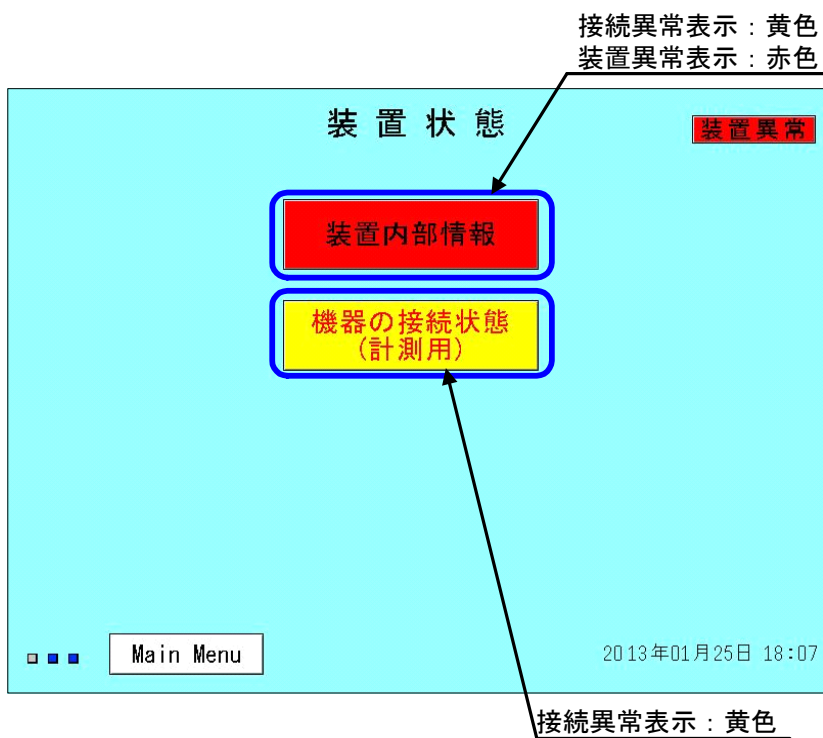 接続異常表示：黄色
装置異常表示：赤色
装置状態
装置異常
装置内部情報
機器の接続状態
(計測用)
Main Menu
2013年01月25日 18:07
接続異常表示：黄色